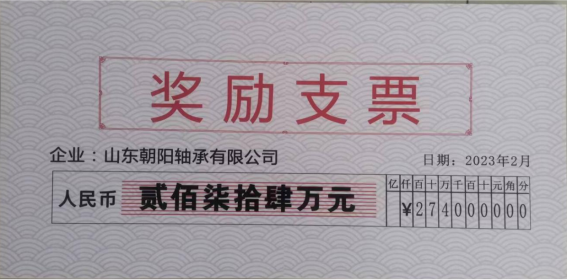 奖励支票
企业：山东朝阳轴承有限公司
日期：2023年2月
人民币 贰佰柒拾肆万元
亿仟百十万千百十元角分
¥274000000